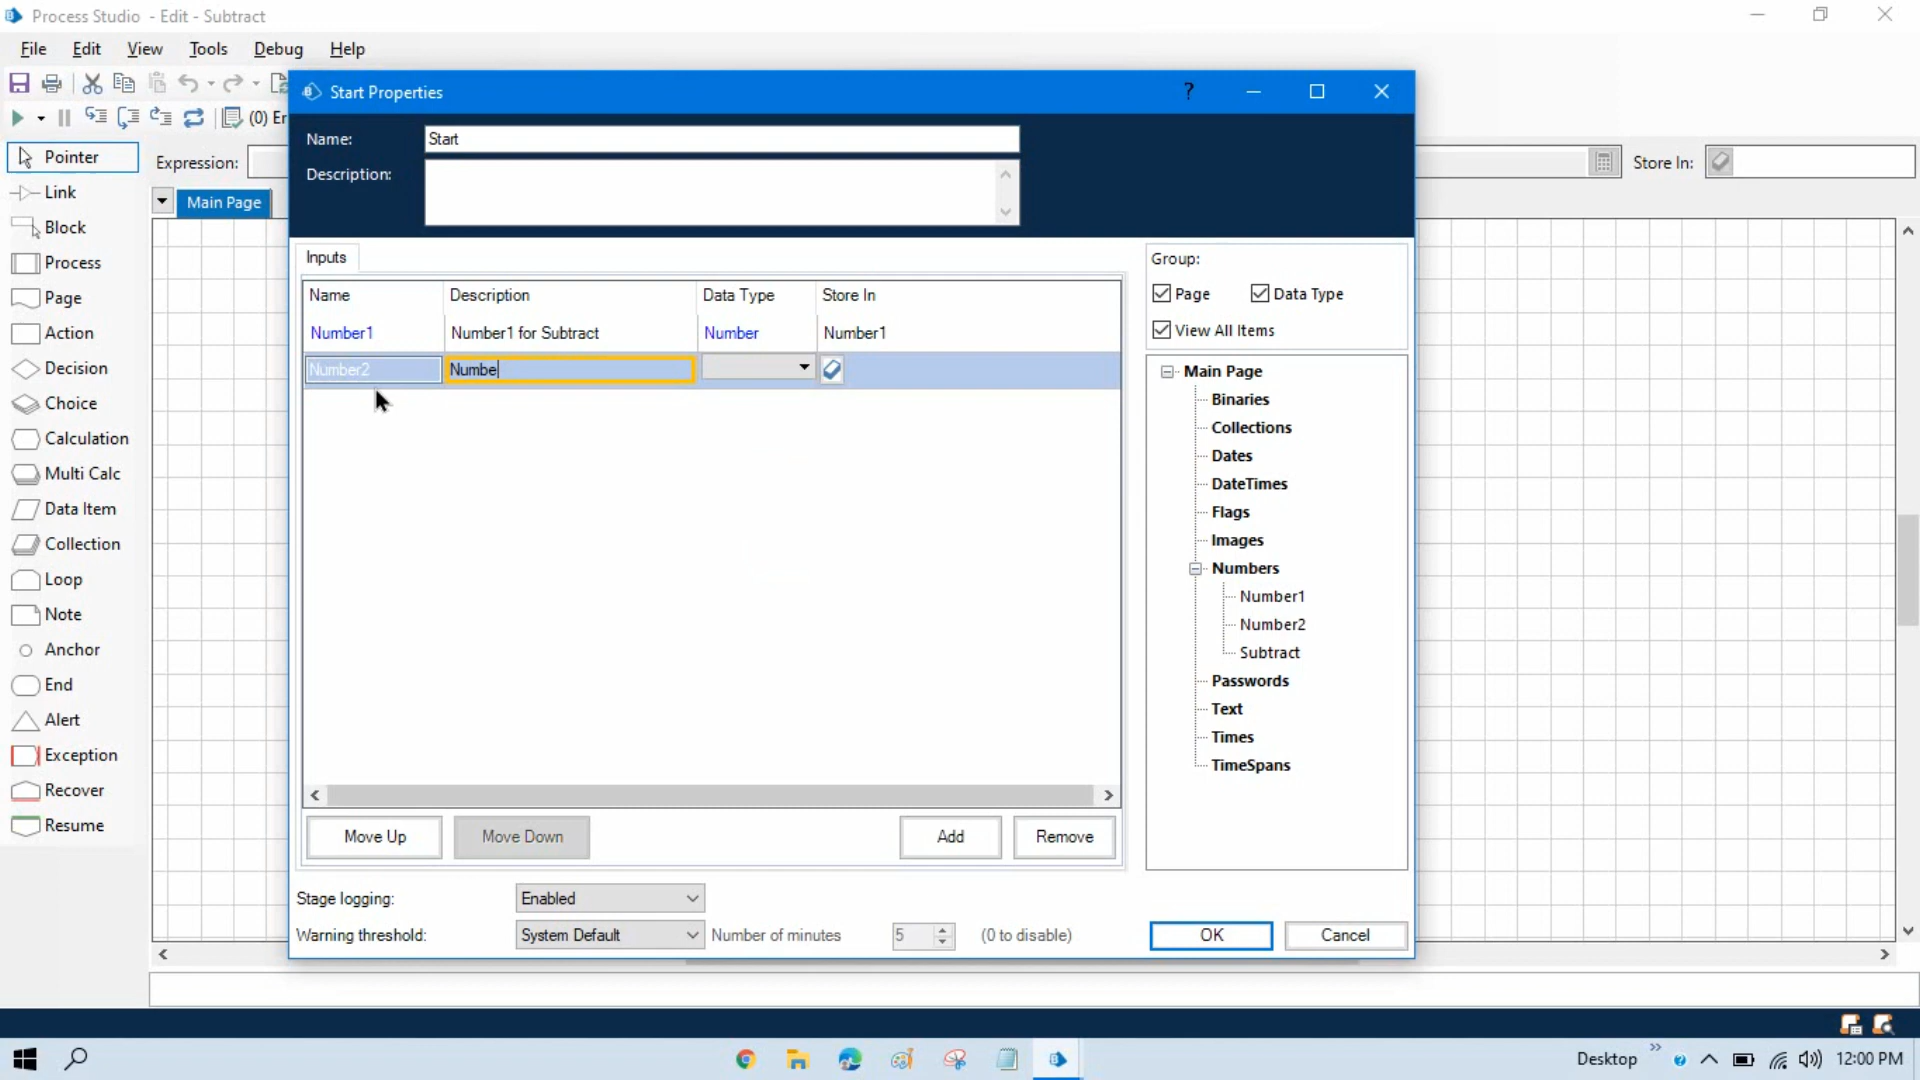 Process Studio - Edit - Subtract
File Edit View Tools Debug Help
Start Properties ?
(0) Er
Name: Start
Description:
Pointer
Expression:
Store In:
Link
Main Page
Block
Process
Page
Action
Decision
Choice
Calculation
Multi Calc
Data Item
Collection
Loop
Note
Anchor
End
Alert
Exception
Recover
Resume
Inputs
Name Description Data Type Store In
Number1 Number1 for Subtract Number Number1
Number2 Numbe
Move Up Move Down Add Remove
Group:
Page Data Type
View All Items
Main Page
Binaries
Collections
Dates
DateTimes
Flags
Images
Numbers
Number1
Number2
Subtract
Passwords
Text
Times
TimeSpans
Stage logging: Enabled
Warning threshold: System Default Number of minutes 5 (0 to disable)
OK Cancel
Desktop 12:00 PM